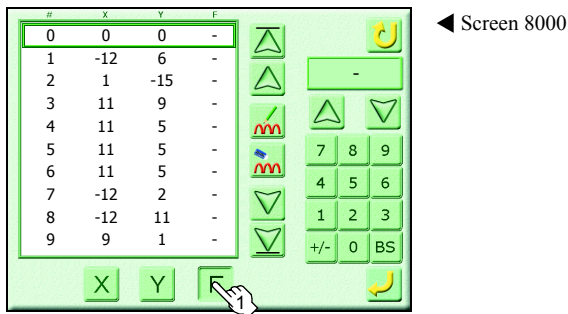 # X Y F
0 0 0 -
1 -12 6 -
2 1 -15 -
3 11 9 -
4 11 5 -
5 11 5 -
6 11 5 -
7 -12 2 -
8 -12 11 -
9 9 1 -
-
7 8 9
4 5 6
1 2 3
+/- 0 BS
X Y F
1
◀ Screen 8000